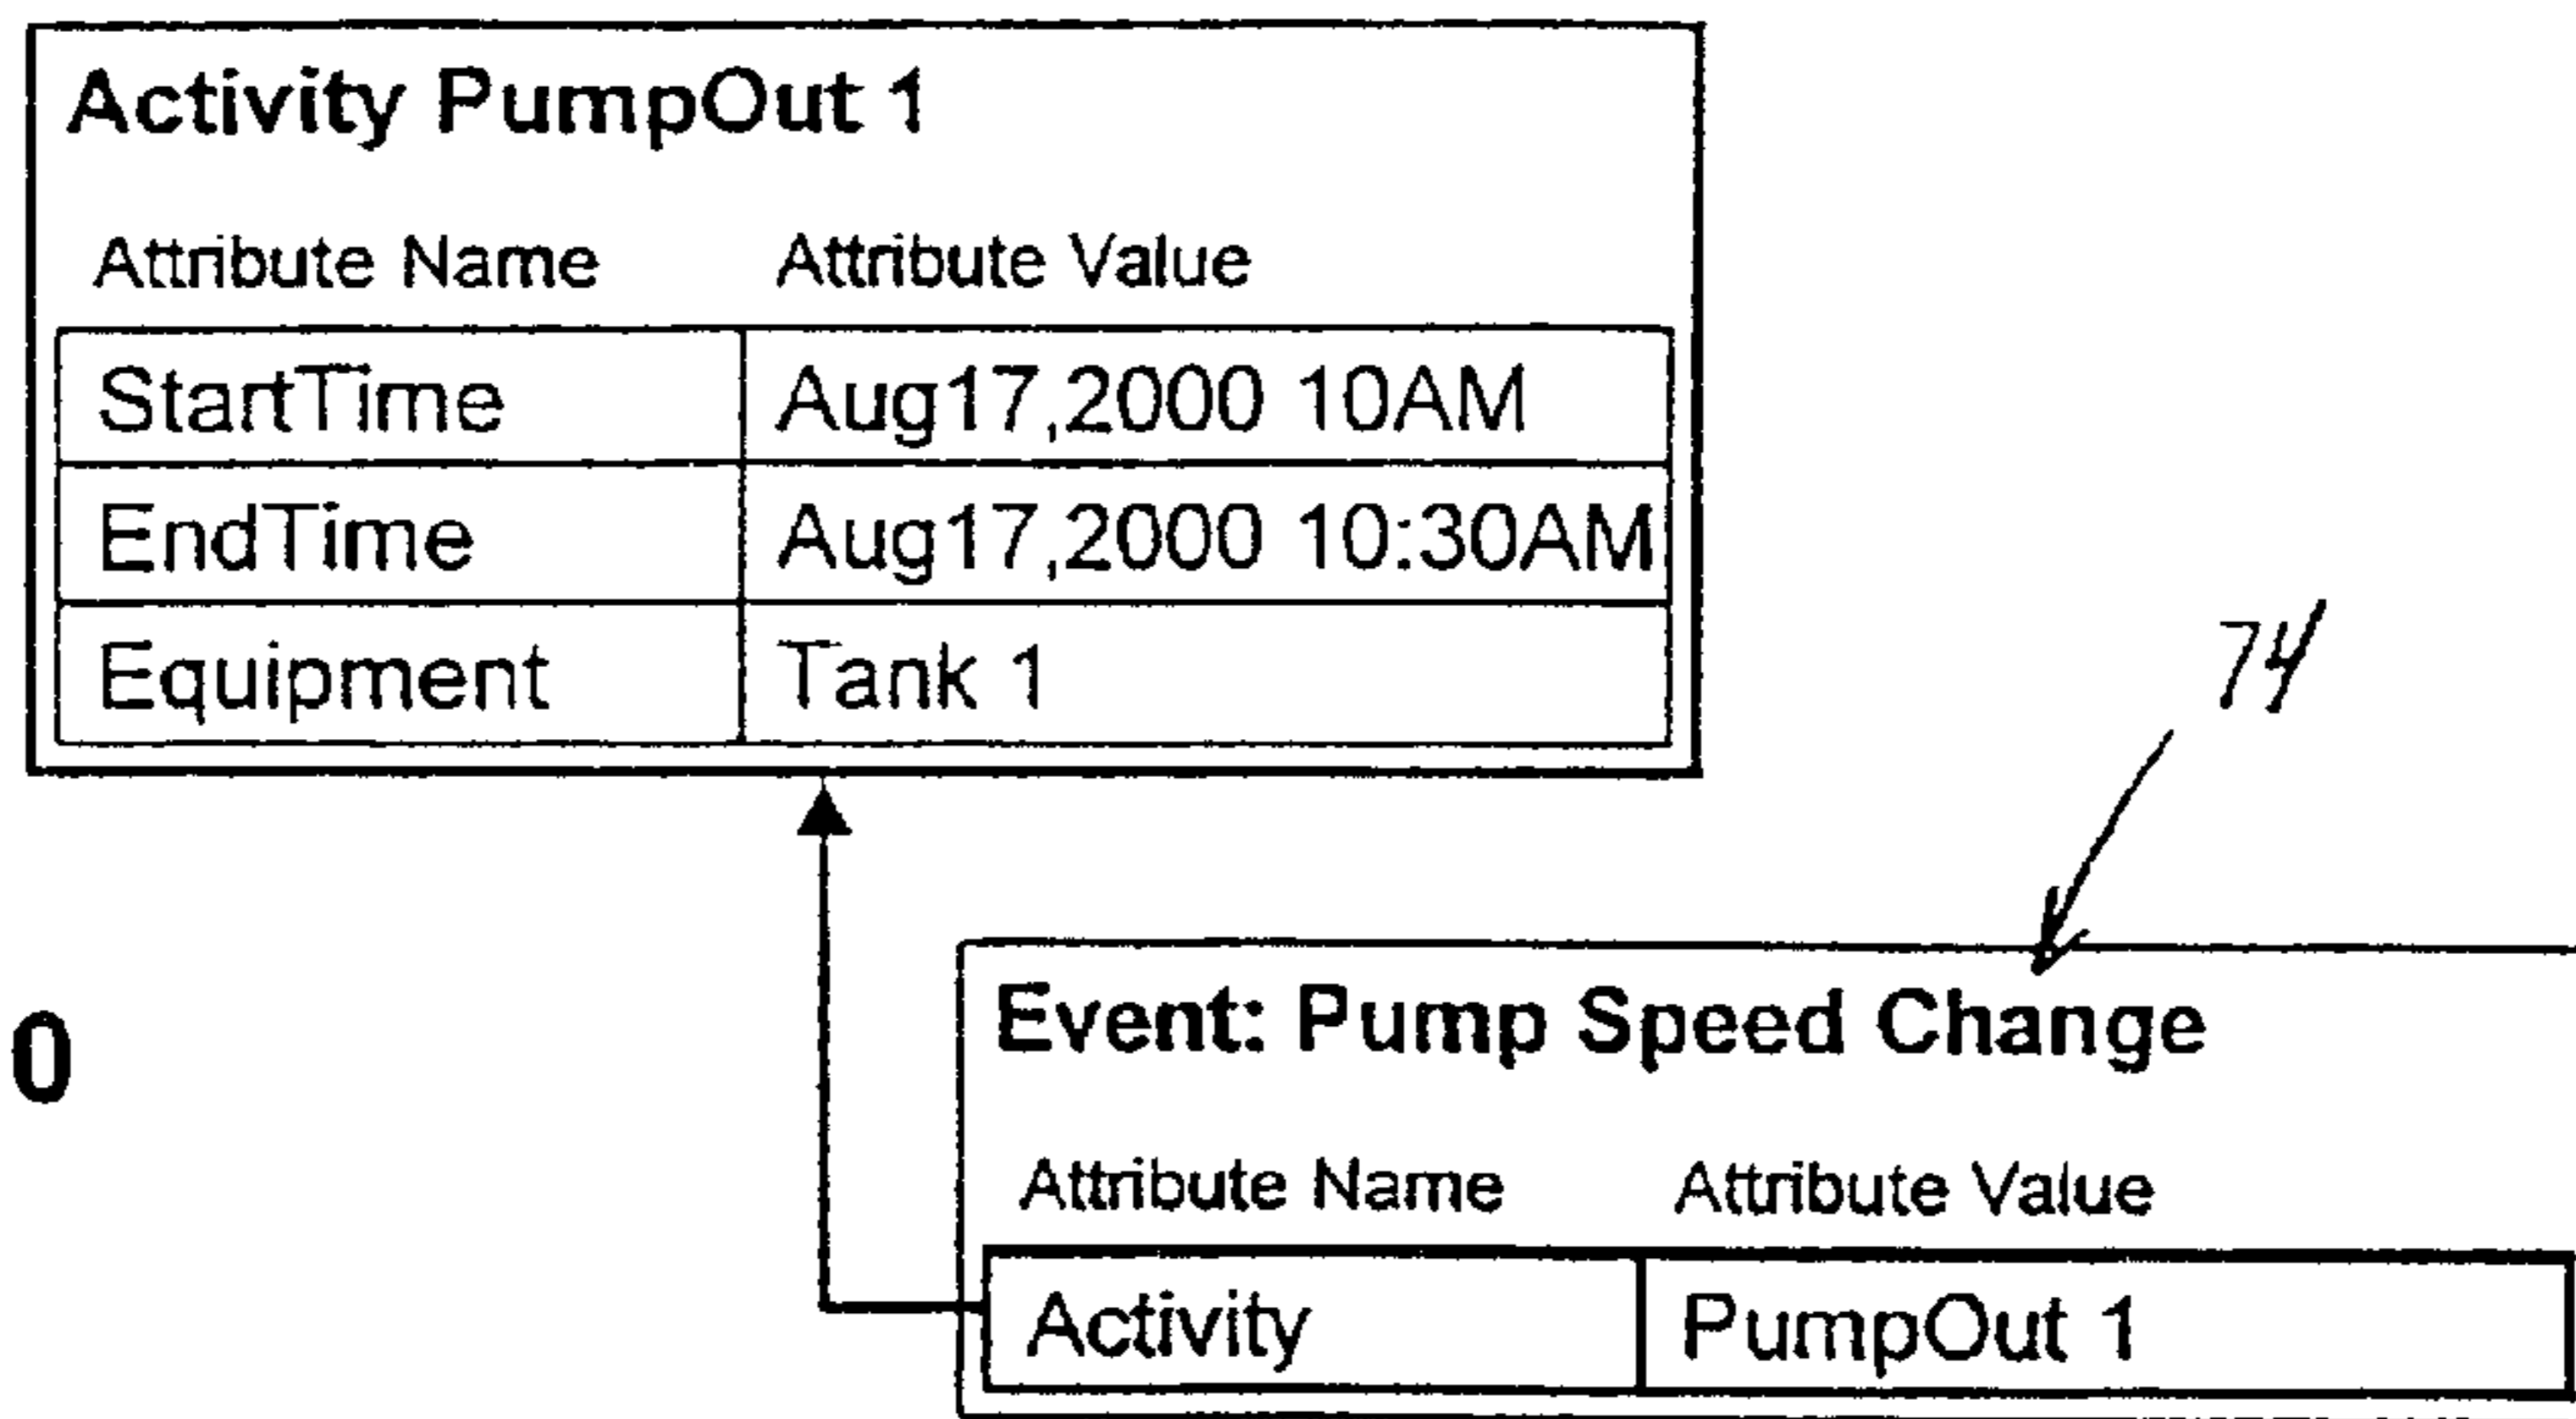 Activity PumpOut 1
Attribute Name Attribute Value
StartTime Aug17,2000 10AM
EndTime Aug17,2000 10:30AM
Equipment Tank 1
74
0
Event: Pump Speed Change
Attribute Name Attribute Value
Activity PumpOut 1